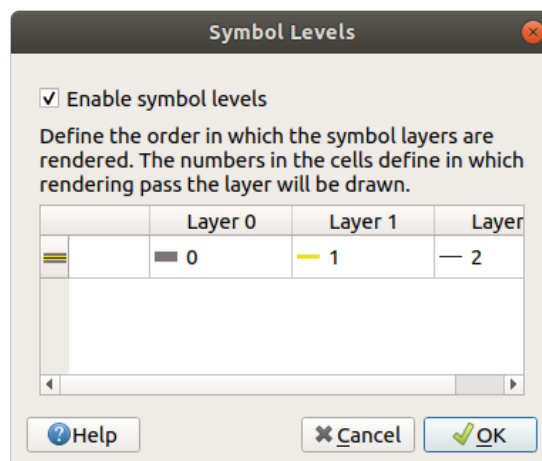 Symbol Levels
Enable symbol levels
Define the order in which the symbol layers are
rendered. The numbers in the cells define in which
rendering pass the layer will be drawn.
Layer 0 Layer 1 Layer
0 1 2
Help Cancel OK